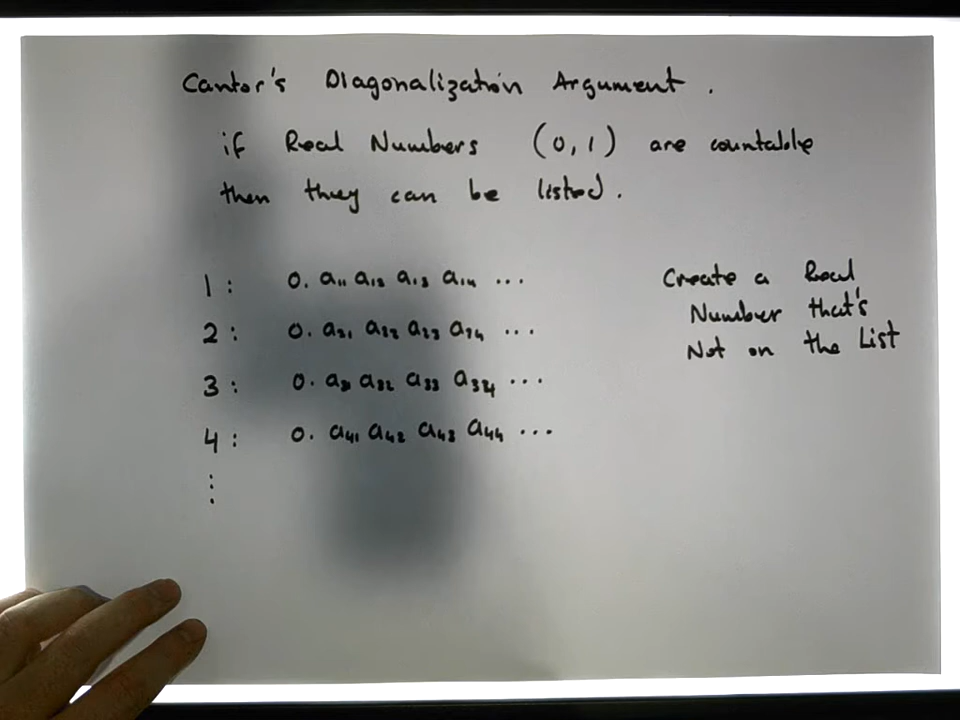 Cantor's Diagonalization Argument.
if Real Numbers (0,1) are countable
then they can be listed.
1: 0. a₁₁ a₁₂ a₁₃ a₁₄ ...
2: 0. a₂₁ a₂₂ a₂₃ a₂₄ ...
3: 0. a₃₁ a₃₂ a₃₃ a₃₄ ...
4: 0. a₄₁ a₄₂ a₄₃ a₄₄ ...
⋮
Create a Real
Number that's
Not on the List